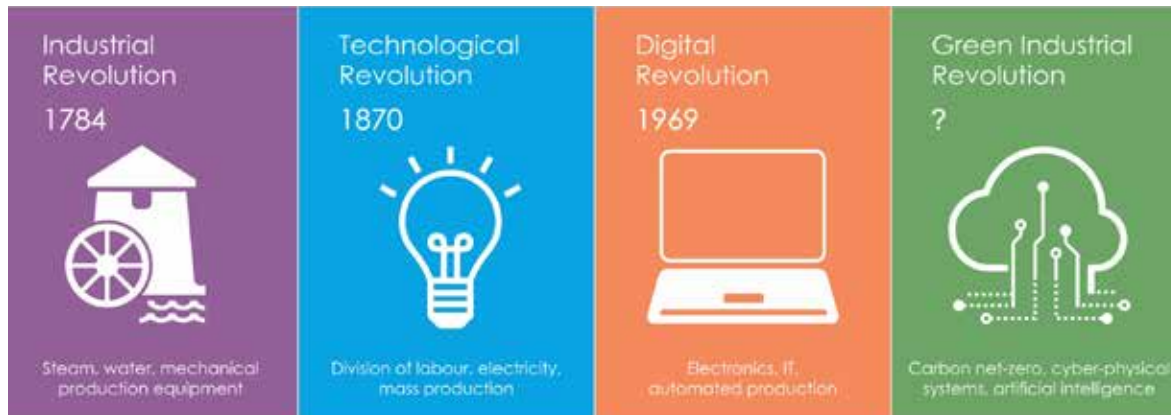 Industrial
Revolution
1784
Steam, water, mechanical
production equipment
Technological
Revolution
1870
Division of labour, electricity,
mass production
Digital
Revolution
1969
Electronics, IT,
automated production
Green Industrial
Revolution
?
Carbon net-zero, cyber-physical
systems, artificial intelligence